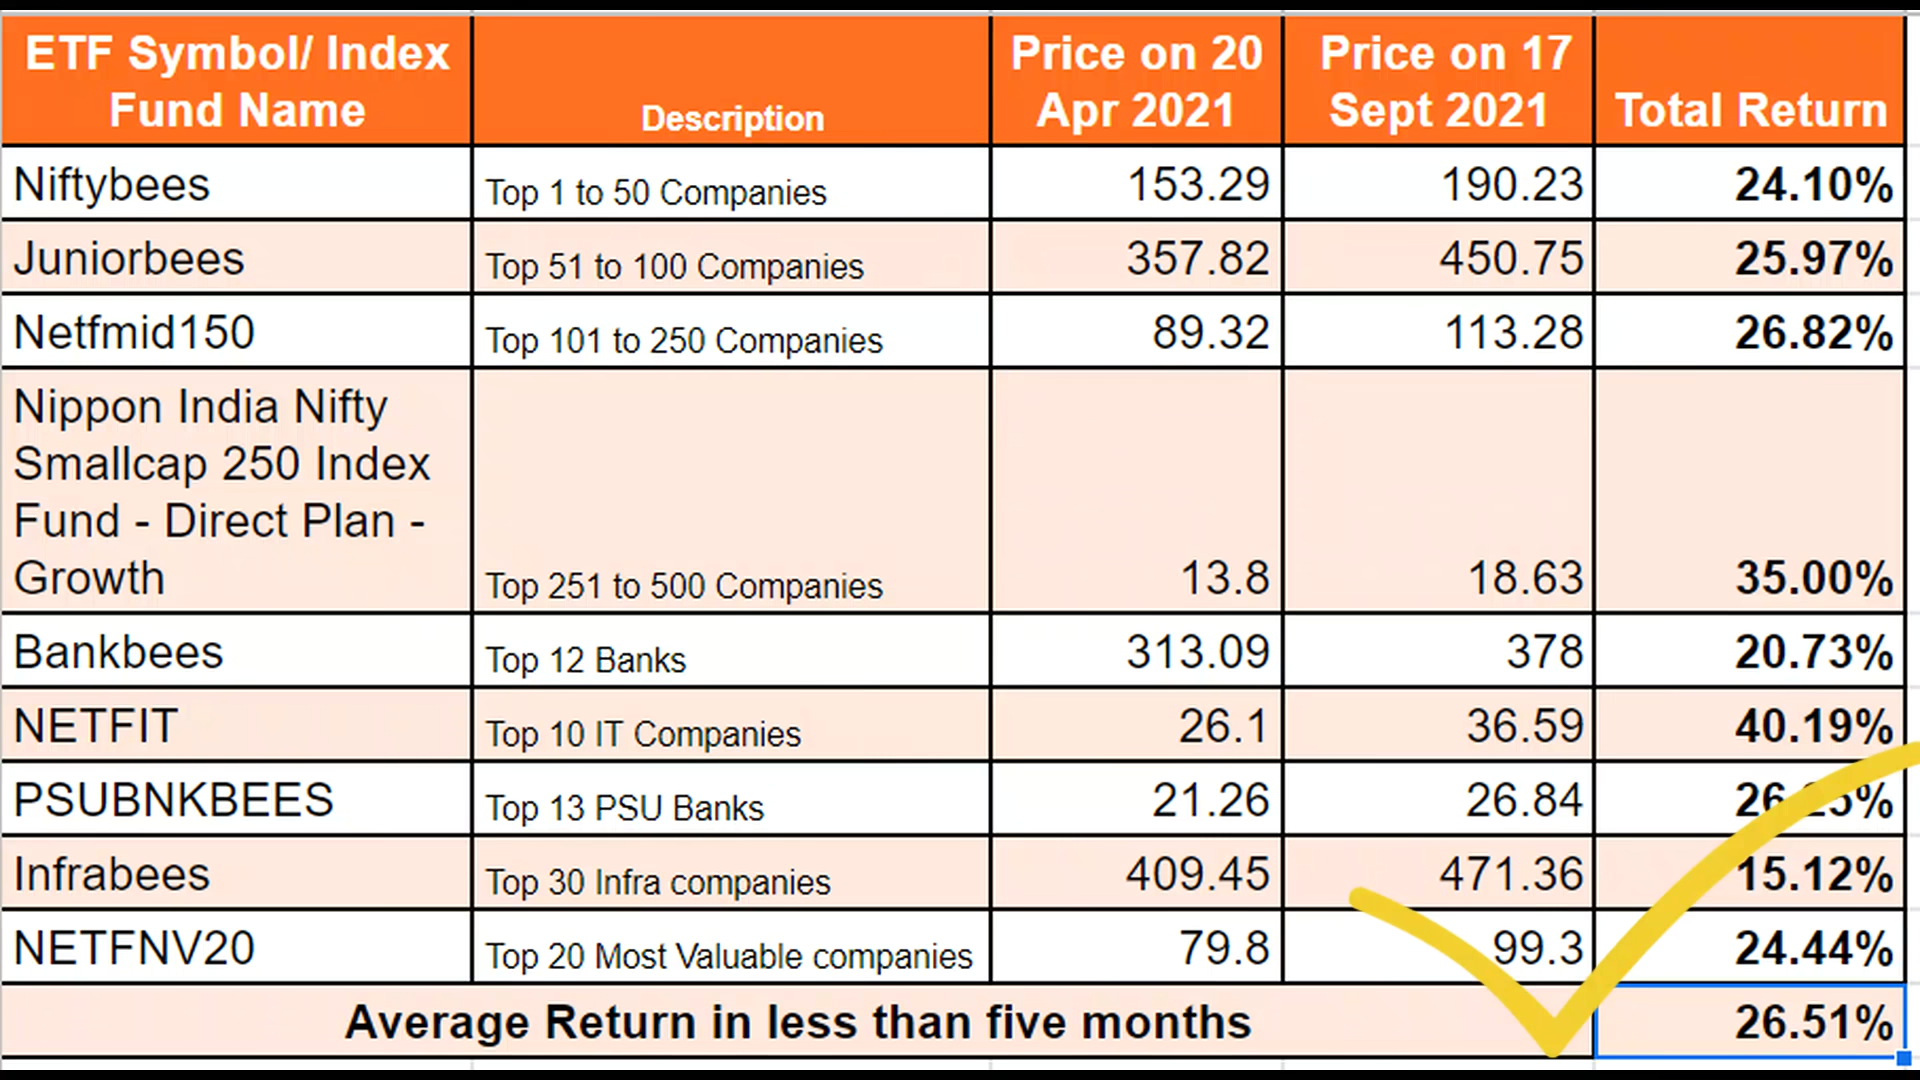 ETF Symbol/ Index
Fund Name
Description
Price on 20
Apr 2021
Price on 17
Sept 2021
Total Return
Niftybees Top 1 to 50 Companies 153.29 190.23 24.10%
Juniorbees Top 51 to 100 Companies 357.82 450.75 25.97%
Netfmid150 Top 101 to 250 Companies 89.32 113.28 26.82%
Nippon India Nifty
Smallcap 250 Index
Fund - Direct Plan -
Growth Top 251 to 500 Companies 13.8 18.63 35.00%
Bankbees Top 12 Banks 313.09 378 20.73%
NETFIT Top 10 IT Companies 26.1 36.59 40.19%
PSUBNKBEES Top 13 PSU Banks 21.26 26.84
Infrabees Top 30 Infra companies 409.45 471.36 15.12%
NETFNV20 Top 20 Most Valuable companies 79.8 99.3 24.44%
Average Return in less than five months 26.51%